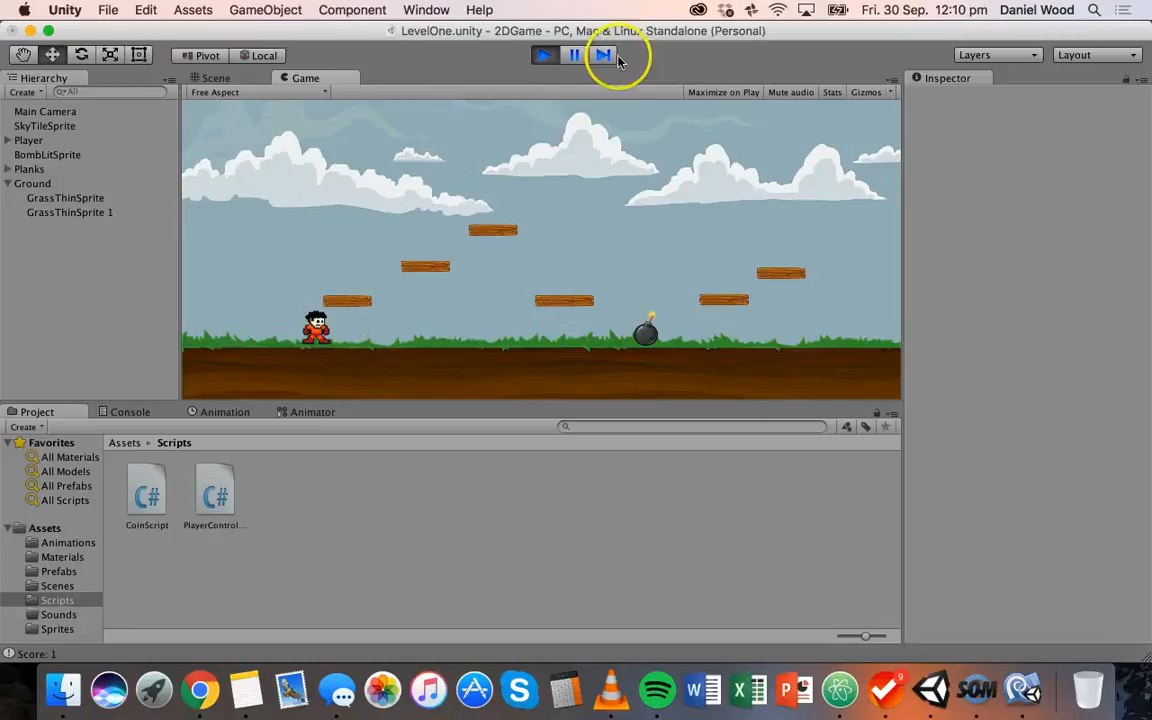 Unity File Edit Assets GameObject Component Window Help Fri. 30 Sep. 12:10 pm Daniel Wood
LevelOne.unity - 2DGame - PC, Mac & Linux Standalone (Personal)
Pivot Local Layers Layout
Hierarchy Scene Game Inspector
Create All Free Aspect Maximize on Play Mute audio Stats Gizmos
Main Camera
SkyTileSprite
Player
BombLitSprite
Planks
Ground
GrassThinSprite
GrassThinSprite 1
Project Console Animation Animator
Create
Favorites Assets Scripts
All Materials
All Models
All Prefabs
All Scripts
CoinScript PlayerControl...
Assets
Animations
Materials
Prefabs
Scenes
Scripts
Sounds
Sprites
Score: 1
C# C#
9
SOM